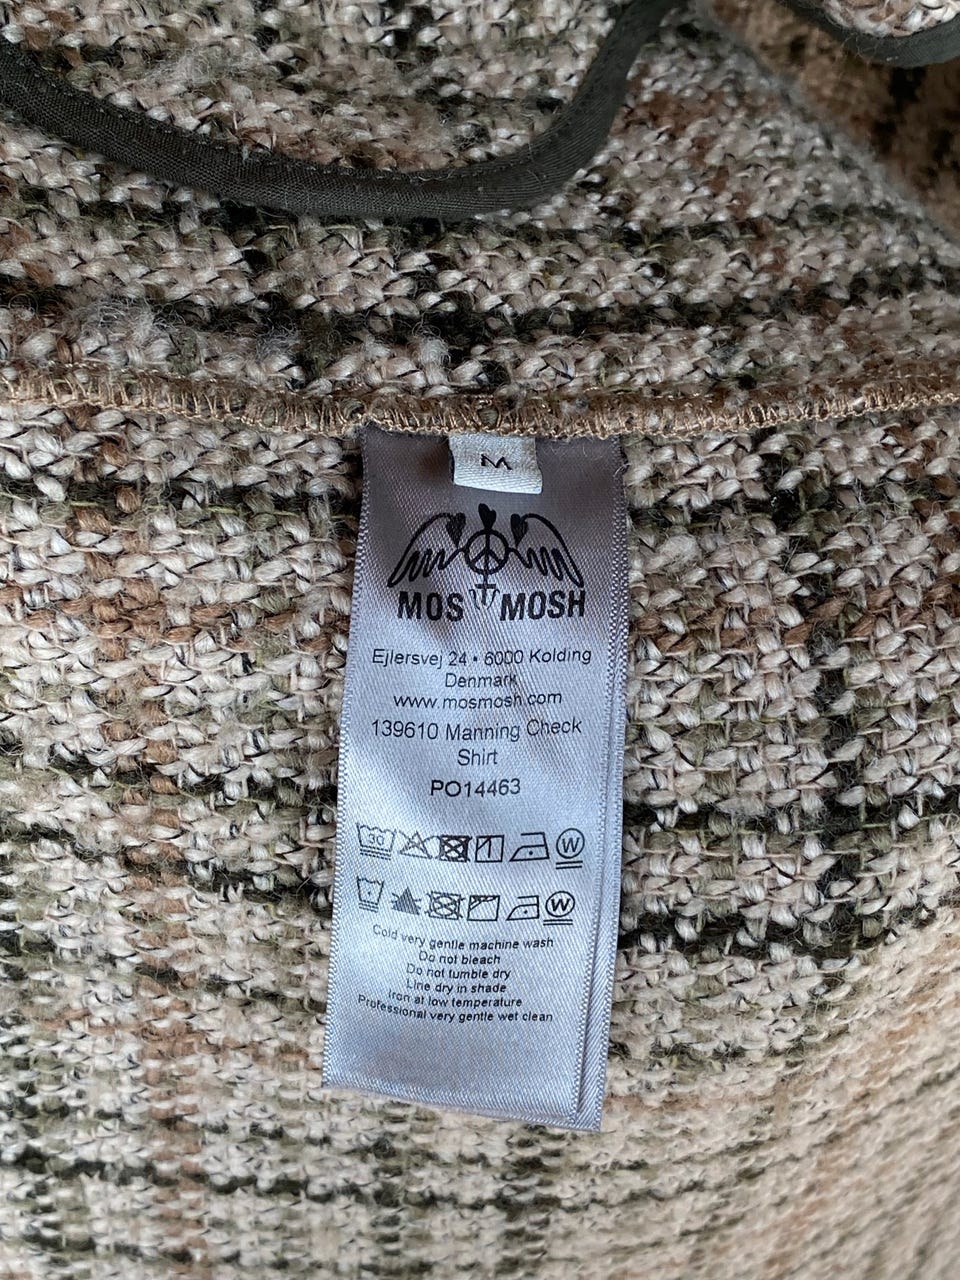 M
MOS MOSH
Ejlersvej 24 • 6000 Kolding
Denmark
www.mosmosh.com
139610 Manning Check
Shirt
PO14463
30 W
W
Cold very gentle machine wash
Do not bleach
Do not tumble dry
Line dry in shade
Iron at low temperature
Professional very gentle wet clean